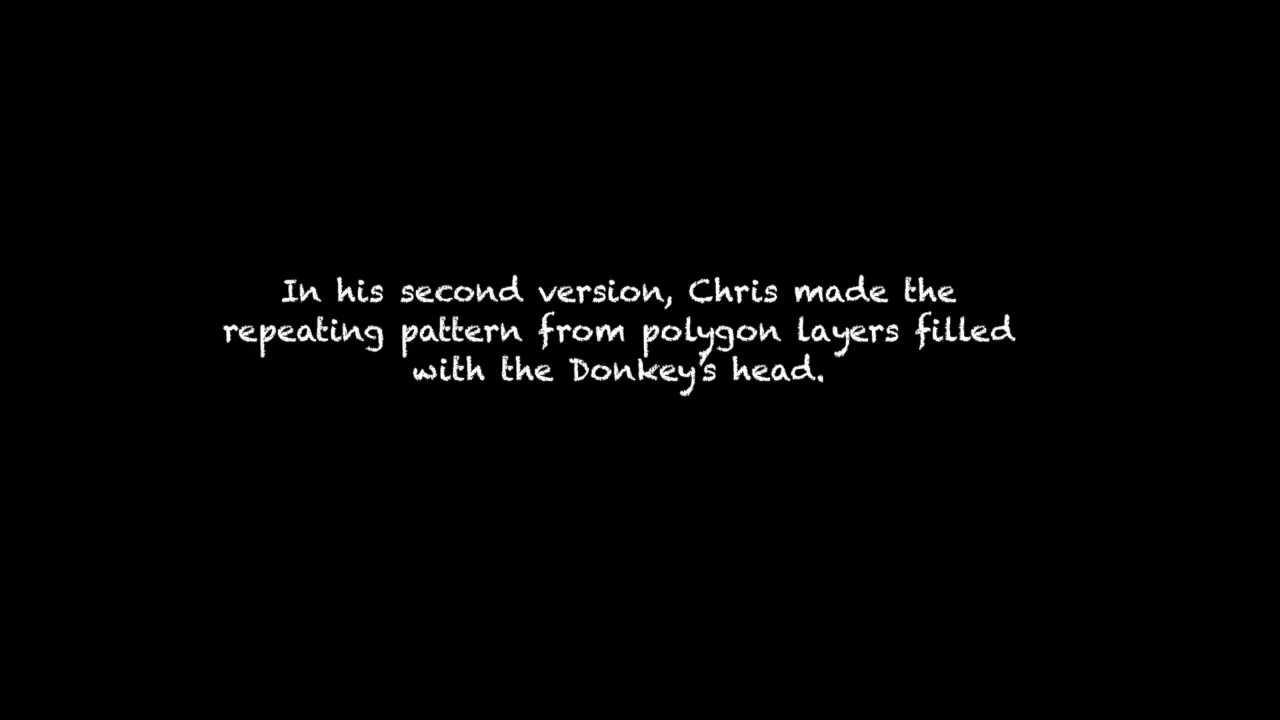 In his second version, Chris made the
repeating pattern from polygon layers filled
with the Donkey's head.